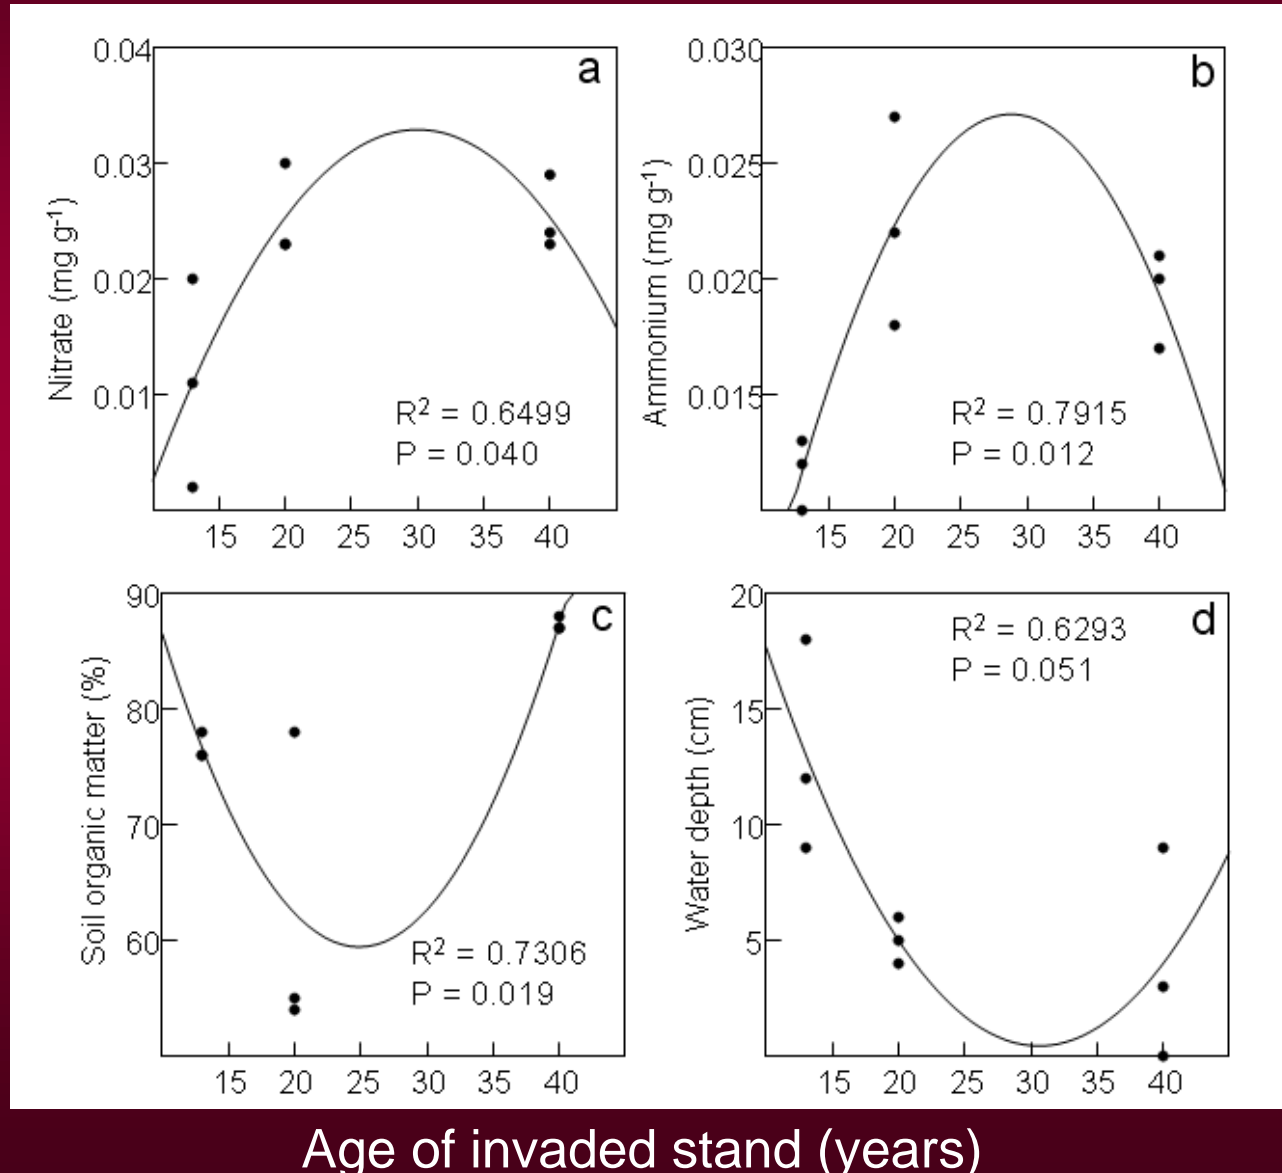 a
0.04
0.03
0.02
0.01
Nitrate (mg g-1)
R² = 0.6499
P = 0.040
15 20 25 30 35 40
b
0.030
0.025
0.020
0.015
Ammonium (mg g-1)
R² = 0.7915
P = 0.012
15 20 25 30 35 40
c
90
80
70
60
Soil organic matter (%)
R² = 0.7306
P = 0.019
15 20 25 30 35 40
d
20
15
10
5
Water depth (cm)
R² = 0.6293
P = 0.051
15 20 25 30 35 40
Age of invaded stand (years)